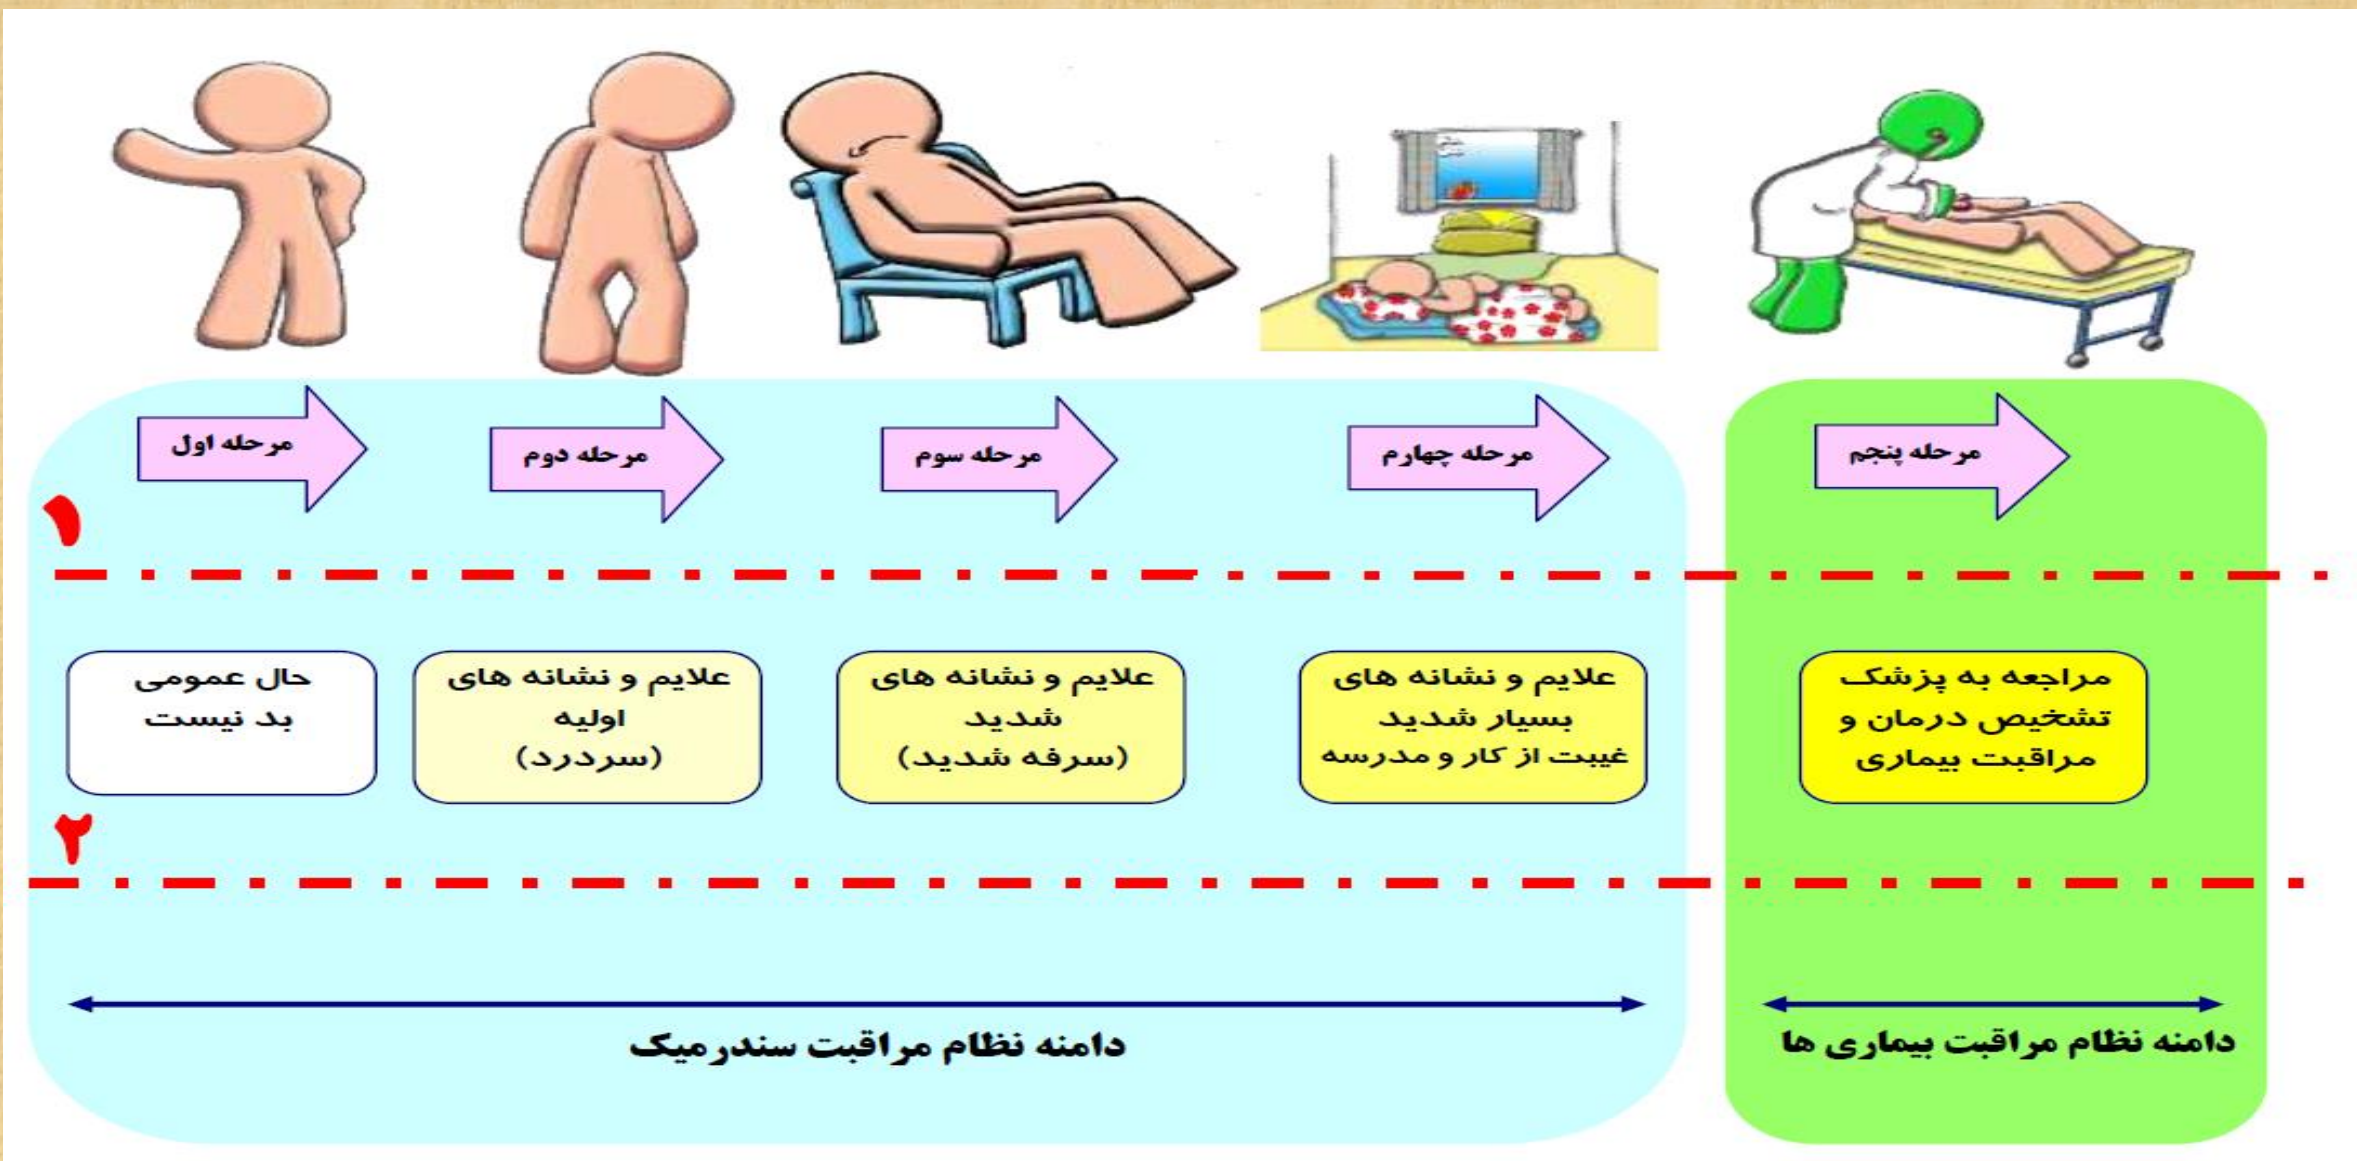 مرحله اول
مرحله دوم
مرحله سوم
مرحله چهارم
مرحله پنجم
۱
حال عمومی
بد نیست
علایم و نشانه های
اولیه
(سردرد)
علایم و نشانه های
شدید
(سرفه شدید)
علایم و نشانه های
بسیار شدید
غیبت از کار و مدرسه
مراجعه به پزشک
تشخیص درمان و
مراقبت بیماری
۲
دامنه نظام مراقبت سندرمیک
دامنه نظام مراقبت بیماری ها